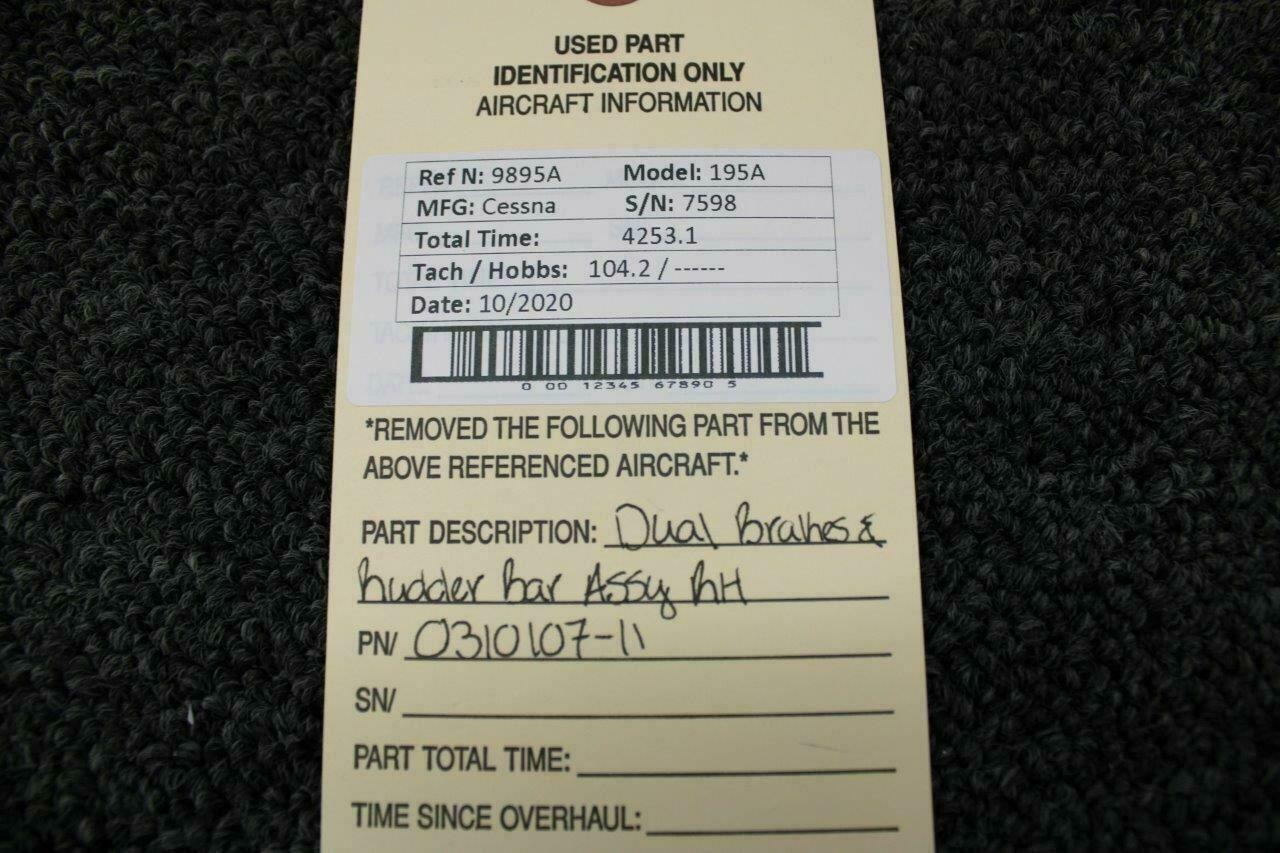 USED PART
IDENTIFICATION ONLY
AIRCRAFT INFORMATION
Ref N: 9895A Model: 195A
MFG: Cessna S/N: 7598
Total Time: 4253.1
Tach / Hobbs: 104.2 / ------
Date: 10/2020
0 00 12345 67890 5
*REMOVED THE FOLLOWING PART FROM THE
ABOVE REFERENCED AIRCRAFT.*
PART DESCRIPTION: Dual Brakes &
Rudder Bar Assy RH
PN/ 0310107-11
SN/
PART TOTAL TIME:
TIME SINCE OVERHAUL: